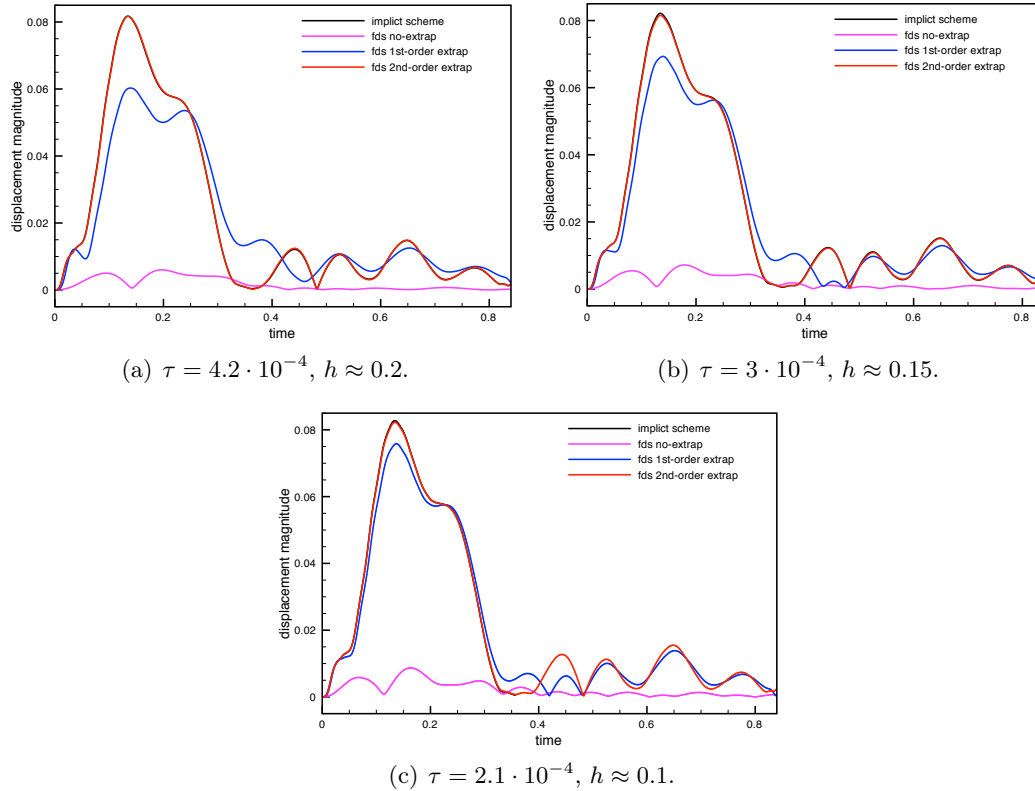 displacement magnitude
0.08
0.06
0.04
0.02
0
0
0.2
0.4
0.6
0.8
time
implict scheme
fds no-extrap
fds 1st-order extrap
fds 2nd-order extrap
(a) τ = 4.2 · 10⁻⁴, h ≈ 0.2.
displacement magnitude
0.08
0.06
0.04
0.02
0
0
0.2
0.4
0.6
0.8
time
implict scheme
fds no-extrap
fds 1st-order extrap
fds 2nd-order extrap
(b) τ = 3 · 10⁻⁴, h ≈ 0.15.
displacement magnitude
0.08
0.06
0.04
0.02
0
0
0.2
0.4
0.6
0.8
time
implict scheme
fds no-extrap
fds 1st-order extrap
fds 2nd-order extrap
(c) τ = 2.1 · 10⁻⁴, h ≈ 0.1.